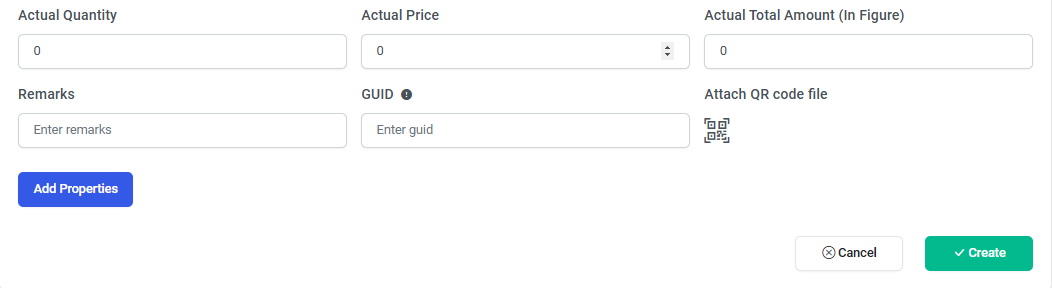 Actual Quantity
Actual Price
Actual Total Amount (In Figure)
0
0
0
Remarks
GUID
Attach QR code file
Enter remarks
Enter guid
Add Properties
Cancel
Create